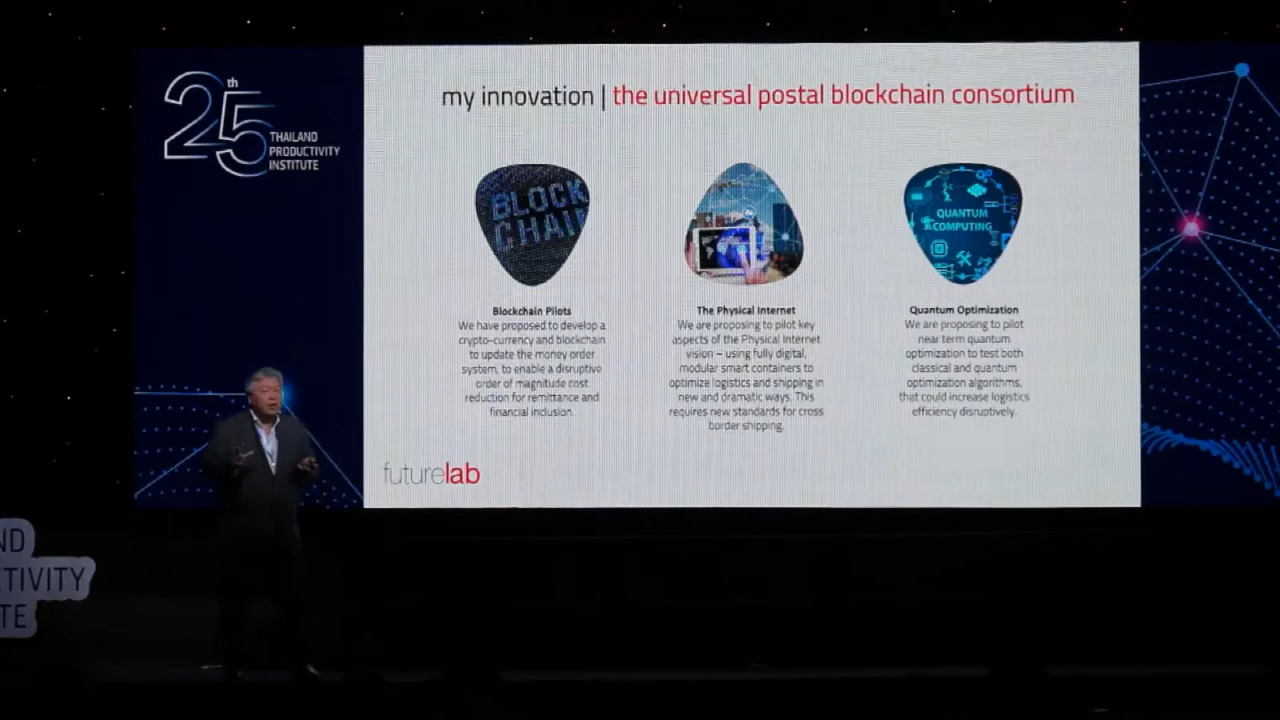 25th
THAILAND
PRODUCTIVITY
INSTITUTE
my innovation | the universal postal blockchain consortium
BLOCK
CHAIN
QUANTUM
COMPUTING
Blockchain Pilots
We have proposed to develop a
crypto-currency and blockchain
to update the money order
system, to enable a disruptive
order of magnitude cost
reduction for remittance and
financial inclusion.
The Physical Internet
We are proposing to pilot key
aspects of the Physical Internet
vision – using fully digital,
modular smart containers to
optimize logistics and shipping in
new and dramatic ways. This
requires new standards for cross
border shipping.
Quantum Optimization
We are proposing to pilot
near term quantum
optimization to test both
classical and quantum
optimization algorithms,
that could increase logistics
efficiency disruptively.
futurelab
ND
CTIVITY
TE